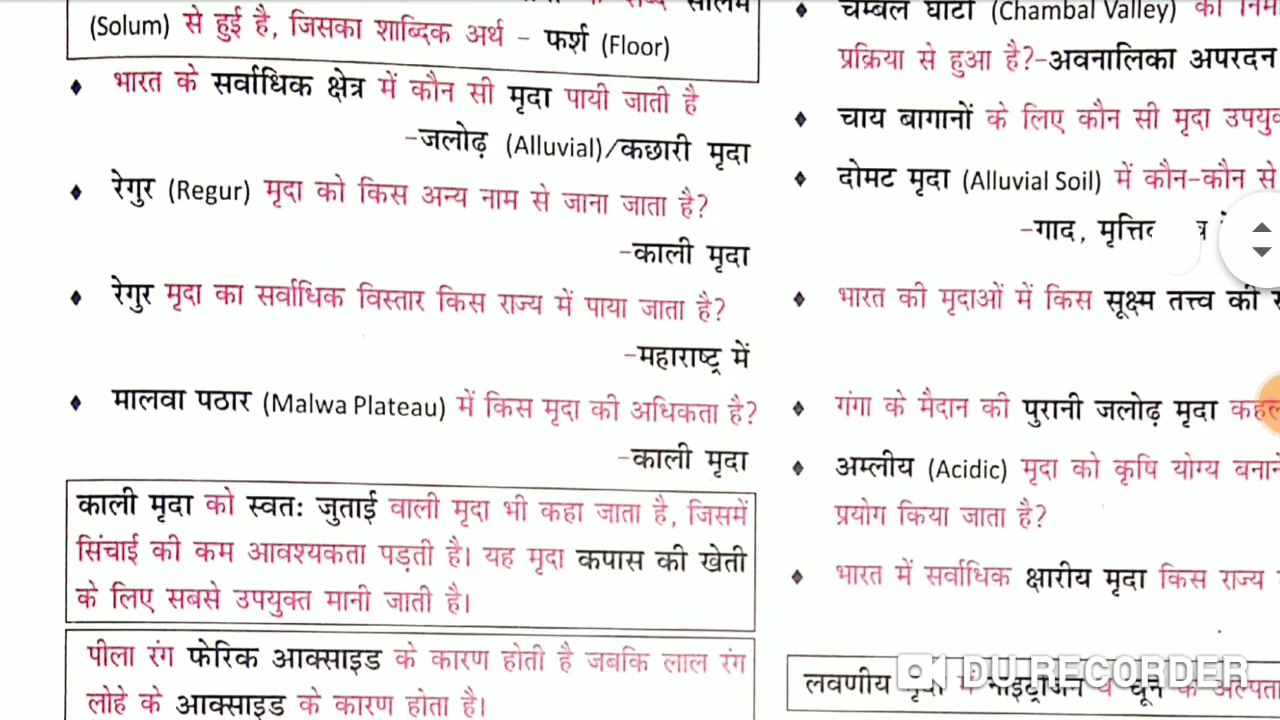 (Solum) से हुई है, जिसका शाब्दिक अर्थ – फर्श (Floor)
♦ भारत के सर्वाधिक क्षेत्र में कौन सी मृदा पायी जाती है
–जलोढ़ (Alluvial)/कछारी मृदा
♦ रेगुर (Regur) मृदा को किस अन्य नाम से जाना जाता है?
–काली मृदा
♦ रेगुर मृदा का सर्वाधिक विस्तार किस राज्य में पाया जाता है?
–महाराष्ट्र में
♦ मालवा पठार (Malwa Plateau) में किस मृदा की अधिकता है?
–काली मृदा
काली मृदा को स्वतः जुताई वाली मृदा भी कहा जाता है, जिसमें
सिंचाई की कम आवश्यकता पड़ती है। यह मृदा कपास की खेती
के लिए सबसे उपयुक्त मानी जाती है।
पीला रंग फेरिक आक्साइड के कारण होती है जबकि लाल रंग
लोहे के आक्साइड के कारण होता है।
♦ चम्बल घाटी (Chambal Valley) की
प्रक्रिया से हुआ है?–अवनालिका अपरदन
♦ चाय बागानों के लिए कौन सी मृदा
♦ दोमट मृदा (Alluvial Soil) में कौन-कौन से
–गाद,
♦ भारत की मृदाओं में किस सूक्ष्म तत्त्व की
♦ गंगा के मैदान की पुरानी जलोढ़ मृदा
♦ अम्लीय (Acidic) मृदा को कृषि योग्य
प्रयोग किया जाता है?
♦ भारत में सर्वाधिक क्षारीय मृदा किस राज्य
लवणीय
DU RECORDER